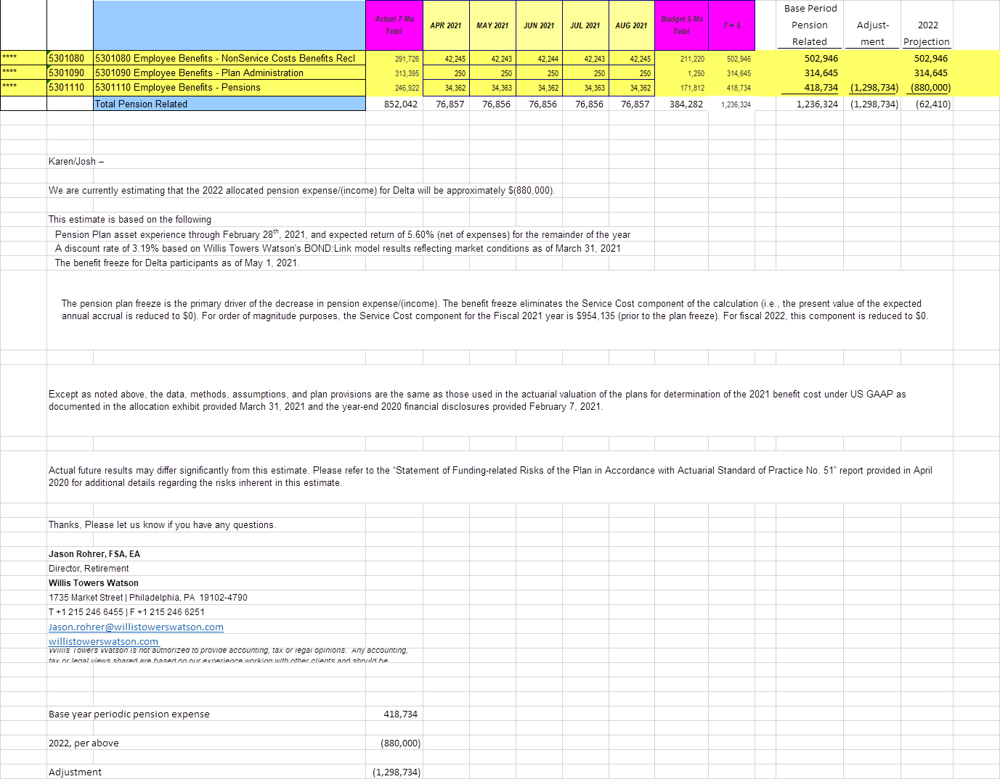 Base Period
Actual 7 Mo Total APR 2021 MAY 2021 JUN 2021 JUL 2021 AUG 2021 Budget 5 Mo Total 7 + 5 Pension Adjust- 2022
Related ment Projection
**** 5301080 5301080 Employee Benefits - NonService Costs Benefits Recl 291,726 42,245 42,243 42,244 42,243 42,245 211,220 502,946 502,946 502,946
**** 5301090 5301090 Employee Benefits - Plan Administration 313,395 250 250 250 250 250 1,250 314,645 314,645 314,645
**** 5301110 5301110 Employee Benefits - Pensions 246,922 34,362 34,363 34,362 34,363 34,362 171,812 418,734 418,734 (1,298,734) (880,000)
Total Pension Related 852,042 76,857 76,856 76,856 76,856 76,857 384,282 1,236,324 1,236,324 (1,298,734) (62,410)
Karen/Josh –
We are currently estimating that the 2022 allocated pension expense/(income) for Delta will be approximately $(880,000).
This estimate is based on the following
Pension Plan asset experience through February 28th, 2021, and expected return of 5.60% (net of expenses) for the remainder of the year
A discount rate of 3.19% based on Willis Towers Watson's BOND:Link model results reflecting market conditions as of March 31, 2021
The benefit freeze for Delta participants as of May 1, 2021.
The pension plan freeze is the primary driver of the decrease in pension expense/(income). The benefit freeze eliminates the Service Cost component of the calculation (i.e., the present value of the expected
annual accrual is reduced to $0). For order of magnitude purposes, the Service Cost component for the Fiscal 2021 year is $954,135 (prior to the plan freeze). For fiscal 2022, this component is reduced to $0.
Except as noted above, the data, methods, assumptions, and plan provisions are the same as those used in the actuarial valuation of the plans for determination of the 2021 benefit cost under US GAAP as
documented in the allocation exhibit provided March 31, 2021 and the year-end 2020 financial disclosures provided February 7, 2021.
Actual future results may differ significantly from this estimate. Please refer to the “Statement of Funding-related Risks of the Plan in Accordance with Actuarial Standard of Practice No. 51” report provided in April
2020 for additional details regarding the risks inherent in this estimate.
Thanks, Please let us know if you have any questions.
Jason Rohrer, FSA, EA
Director, Retirement
Willis Towers Watson
1735 Market Street | Philadelphia, PA 19102-4790
T +1 215 246 6455 | F +1 215 246 6251
Jason.rohrer@willistowerswatson.com
willistowerswatson.com
Willis Towers Watson is not authorized to provide accounting, tax or legal opinions. Any accounting,
tax or legal views shared are based on our experience working with other clients and should be
Base year periodic pension expense 418,734
2022, per above (880,000)
Adjustment (1,298,734)